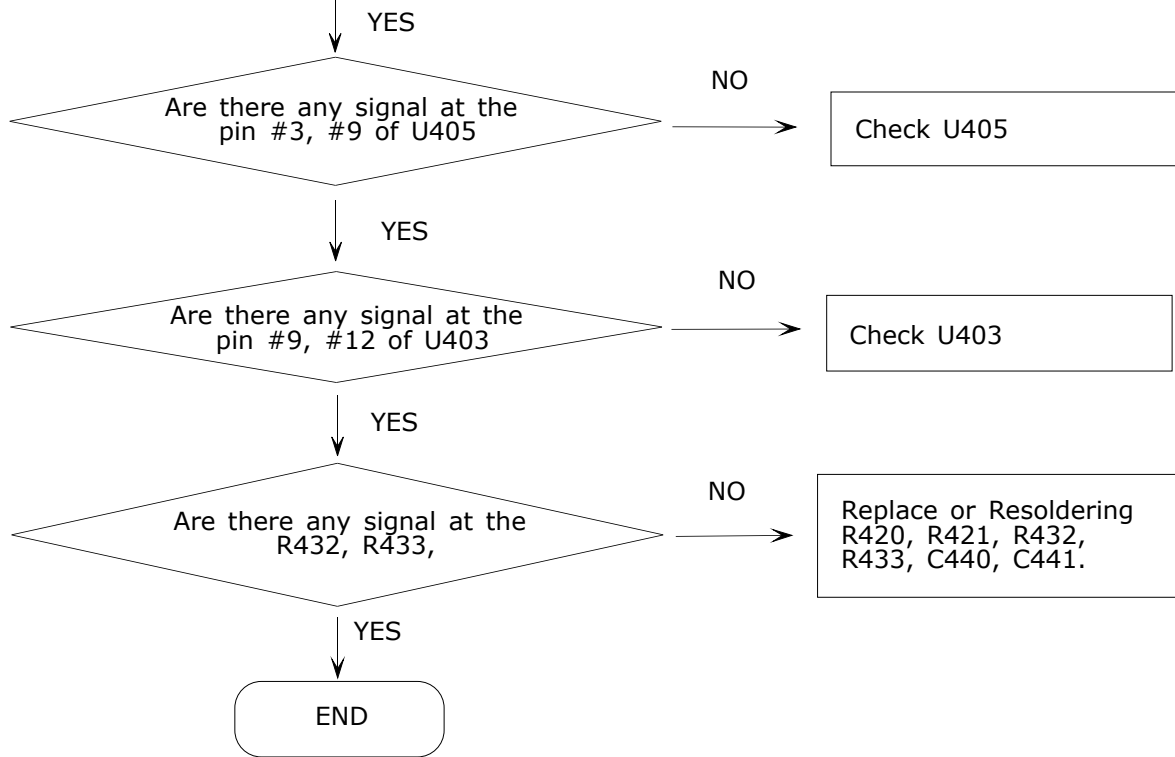 YES
Are there any signal at the
pin #3, #9 of U405
NO
Check U405
YES
Are there any signal at the
pin #9, #12 of U403
NO
Check U403
YES
Are there any signal at the
R432, R433,
NO
Replace or Resoldering
R420, R421, R432,
R433, C440, C441.
YES
END